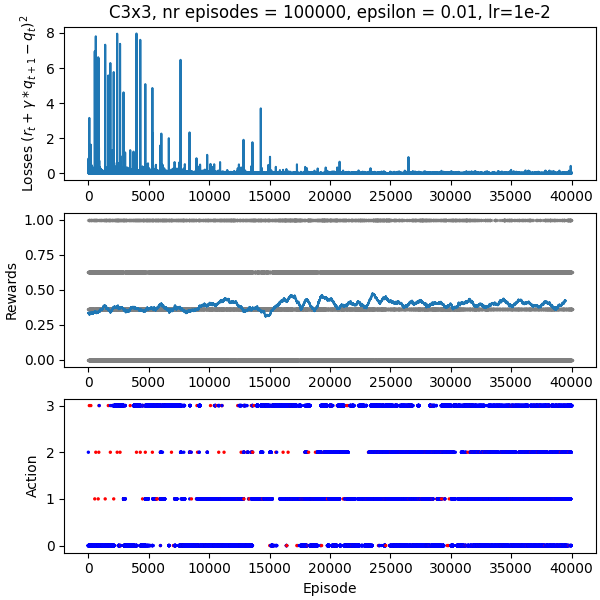 C3x3, nr episodes = 100000, epsilon = 0.01, lr=1e-2
Losses $(r_t + \gamma * q_{t+1} - q_t)^2$
8
6
4
2
0
0 5000 10000 15000 20000 25000 30000 35000 40000
Rewards
1.00
0.75
0.50
0.25
0.00
0 5000 10000 15000 20000 25000 30000 35000 40000
Action
3
2
1
0
0 5000 10000 15000 20000 25000 30000 35000 40000
Episode